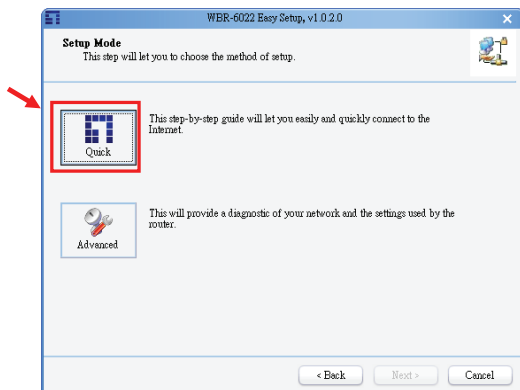 WBR-6022 Easy Setup, v1.0.2.0
Setup Mode
This step will let you to choose the method of setup.
This step-by-step guide will let you easily and quickly connect to the
Internet.
Quick
This will provide a diagnostic of your network and the settings used by the
router.
Advanced
< Back
Next >
Cancel